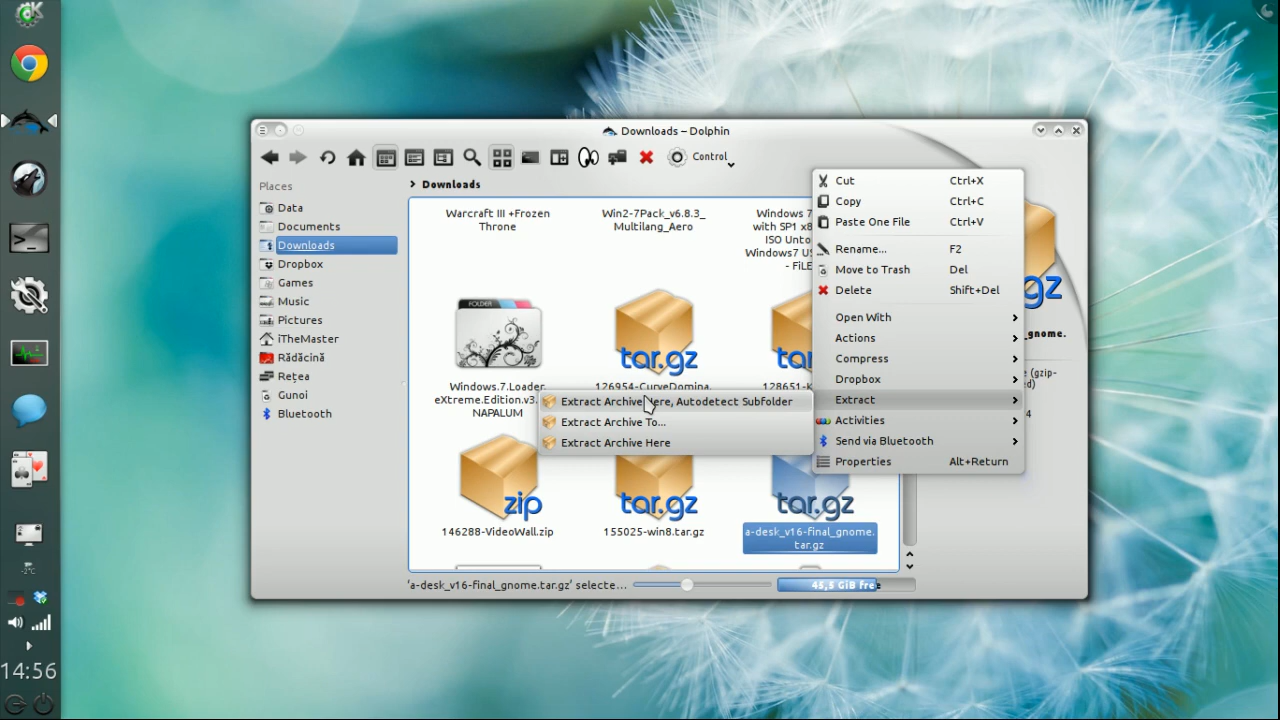 Downloads – Dolphin
Control
Places
Data
Documents
Downloads
Dropbox
Games
Music
Pictures
iTheMaster
Rădăcină
Rețea
Gunoi
Bluetooth
Downloads
Warcraft III +Frozen
Throne
Win2-7Pack_v6.8.3_
Multilang_Aero
Windows 7
with SP1 x8
ISO Unto
Windows7 US
- FiLE
FOLDER
Windows.7.Loader.
eXtreme.Edition.v3.
NAPALUM
tar.gz
126954-CurveDomina.
tar
128651-K
zip
146288-VideoWall.zip
tar.gz
155025-win8.tar.gz
tar.gz
a-desk_v16-final_gnome.
tar.gz
Cut Ctrl+X
Copy Ctrl+C
Paste One File Ctrl+V
Rename... F2
Move to Trash Del
Delete Shift+Del
Open With
Actions
Compress
Dropbox
Extract
Activities
Send via Bluetooth
Properties Alt+Return
Extract Archive Here, Autodetect Subfolder
Extract Archive To...
Extract Archive Here
gz
_gnome.
(gzip-
ed)
4
'a-desk_v16-final_gnome.tar.gz' selecte...
45,5 GiB free
-2°C
14:56